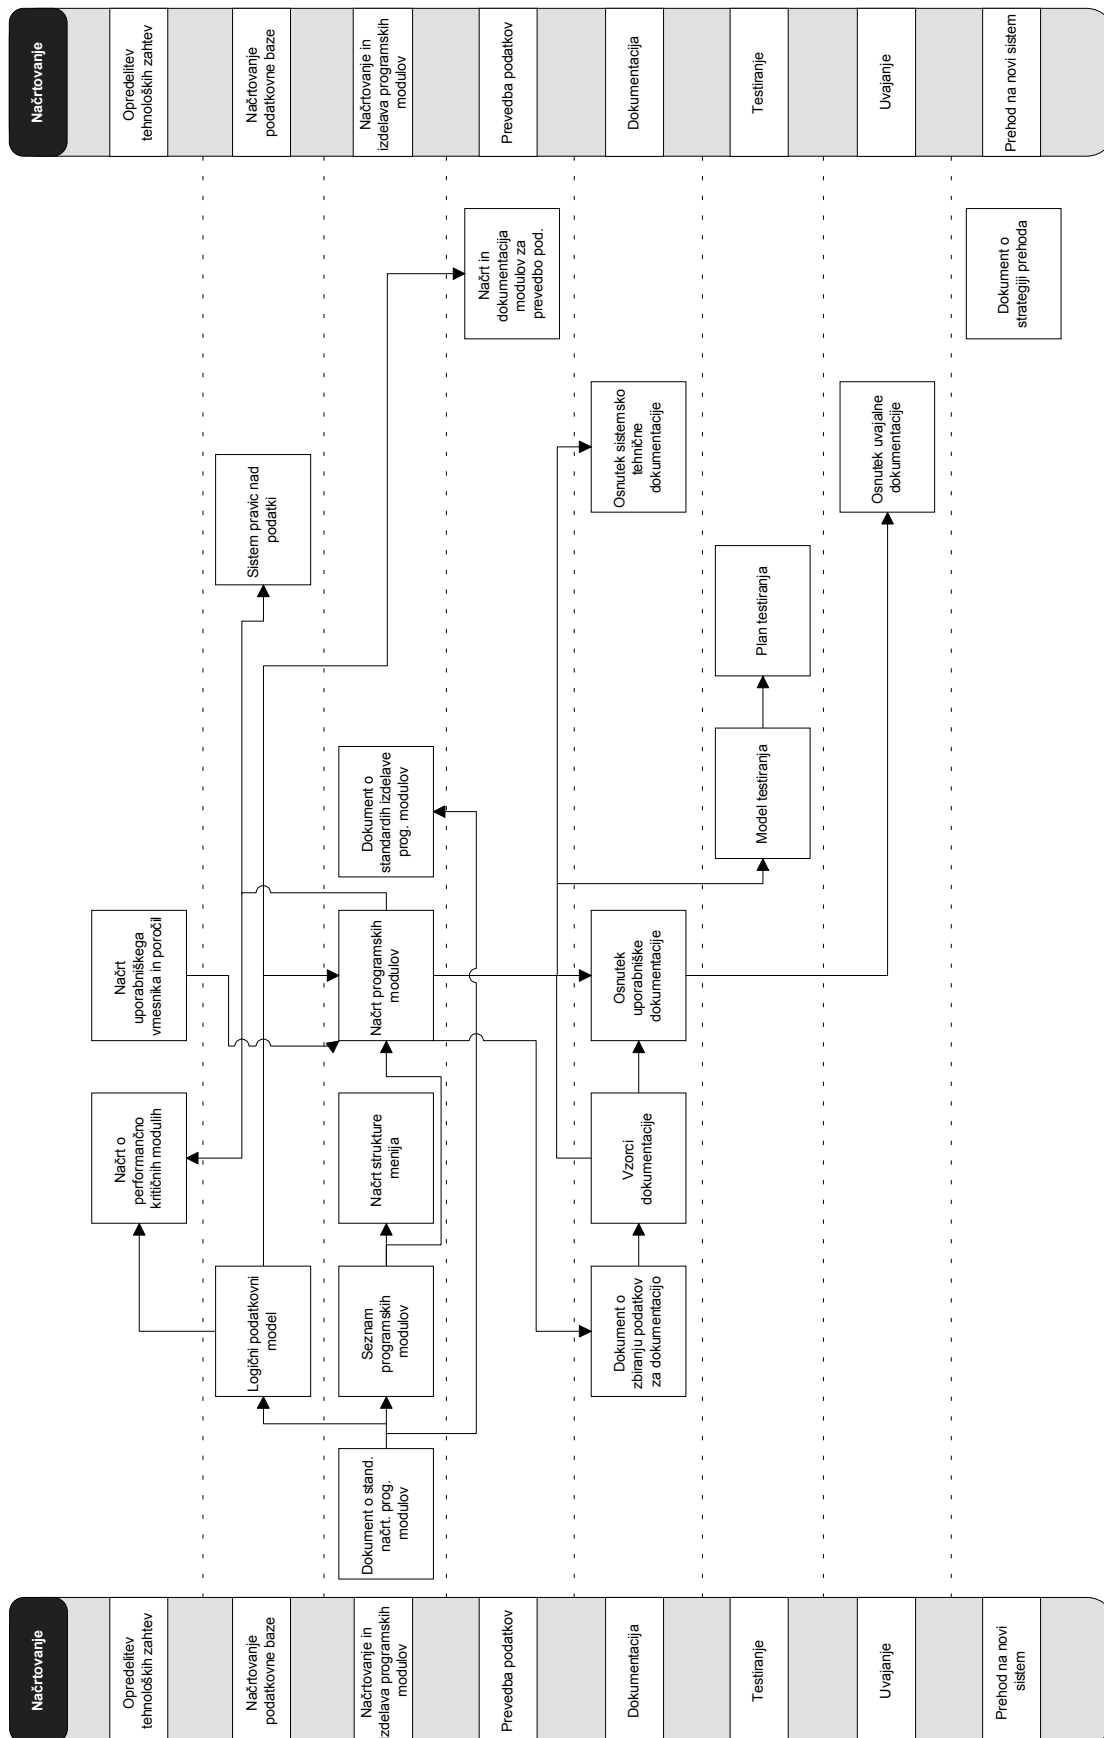 Načrtovanje
Opredelitev
tehnoloških zahtev
Načrtovanje
podatkovne baze
Načrtovanje in
izdelava programskih
modulov
Prevedba podatkov
Dokumentacija
Testiranje
Uvajanje
Prehod na novi
sistem
Načrt o
performančno
kritičnih modulih
Načrt
uporabniškega
vmesnika in poročil
Logični podatkovni
model
Sistem pravic nad
podatki
Dokument o stand.
načrt. prog.
modulov
Seznam
programskih
modulov
Načrt strukture
menija
Načrt programskih
modulov
Dokument o
standardih izdelave
prog. modulov
Načrt in
dokumentacija
modulov za
prevedbo pod.
Dokument o
zbiranju podatkov
za dokumentacijo
Vzorci
dokumentacije
Osnutek
uporabniške
dokumentacije
Osnutek sistemsko
tehnične
dokumentacije
Model testiranja
Plan testiranja
Osnutek uvajalne
dokumentacije
Dokument o
strategiji prehoda
Načrtovanje
Opredelitev
tehnoloških zahtev
Načrtovanje
podatkovne baze
Načrtovanje in
izdelava programskih
modulov
Prevedba podatkov
Dokumentacija
Testiranje
Uvajanje
Prehod na novi sistem